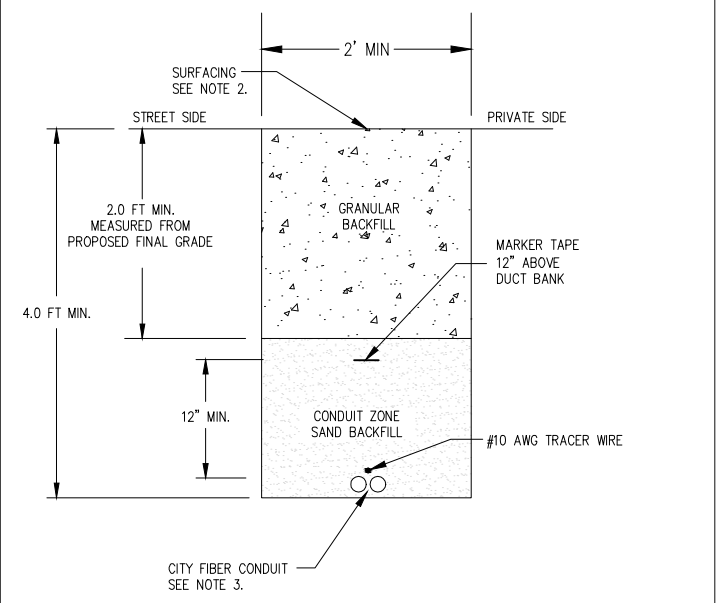 2' MIN
SURFACING
SEE NOTE 2.
STREET SIDE
PRIVATE SIDE
2.0 FT MIN.
MEASURED FROM
PROPOSED FINAL GRADE
GRANULAR
BACKFILL
MARKER TAPE
12" ABOVE
DUCT BANK
4.0 FT MIN.
12" MIN.
CONDUIT ZONE
SAND BACKFILL
#10 AWG TRACER WIRE
CITY FIBER CONDUIT
SEE NOTE 3.